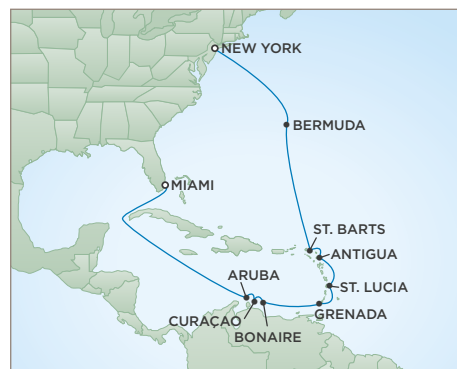 NEW YORK
BERMUDA
MIAMI
ST. BARTS
ANTIGUA
ARUBA
ST. LUCIA
CURAÇAO
GRENADA
BONAIRE